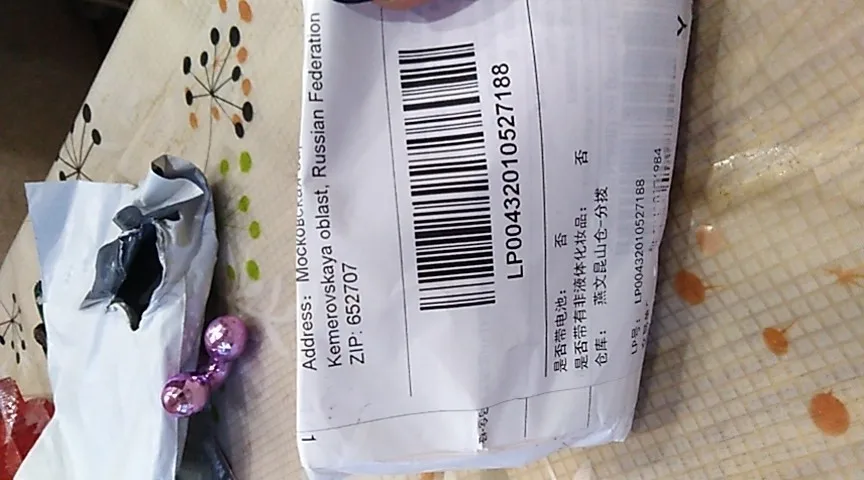 Address: Московская
Kemerovskaya oblast, Russian Federation
ZIP: 652707
LP00432010527188
是否带电池: 否
是否带有非液体化妆品: 否
仓库: 燕文昆山仓-分拨
LP号: LP00432010527188
Y